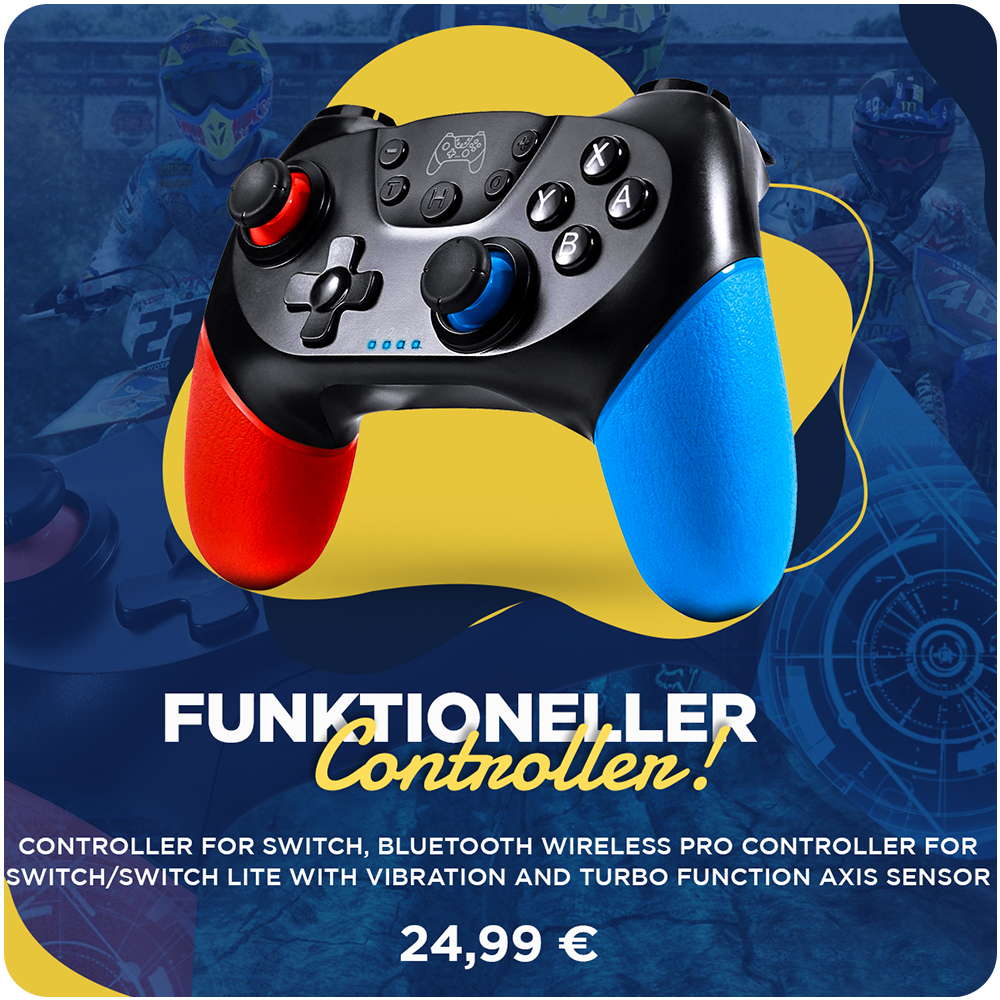 X
Y
A
B
T
H
O
FUNKTIONELLER
Controller!
CONTROLLER FOR SWITCH, BLUETOOTH WIRELESS PRO CONTROLLER FOR
SWITCH/SWITCH LITE WITH VIBRATION AND TURBO FUNCTION AXIS SENSOR
24,99 €